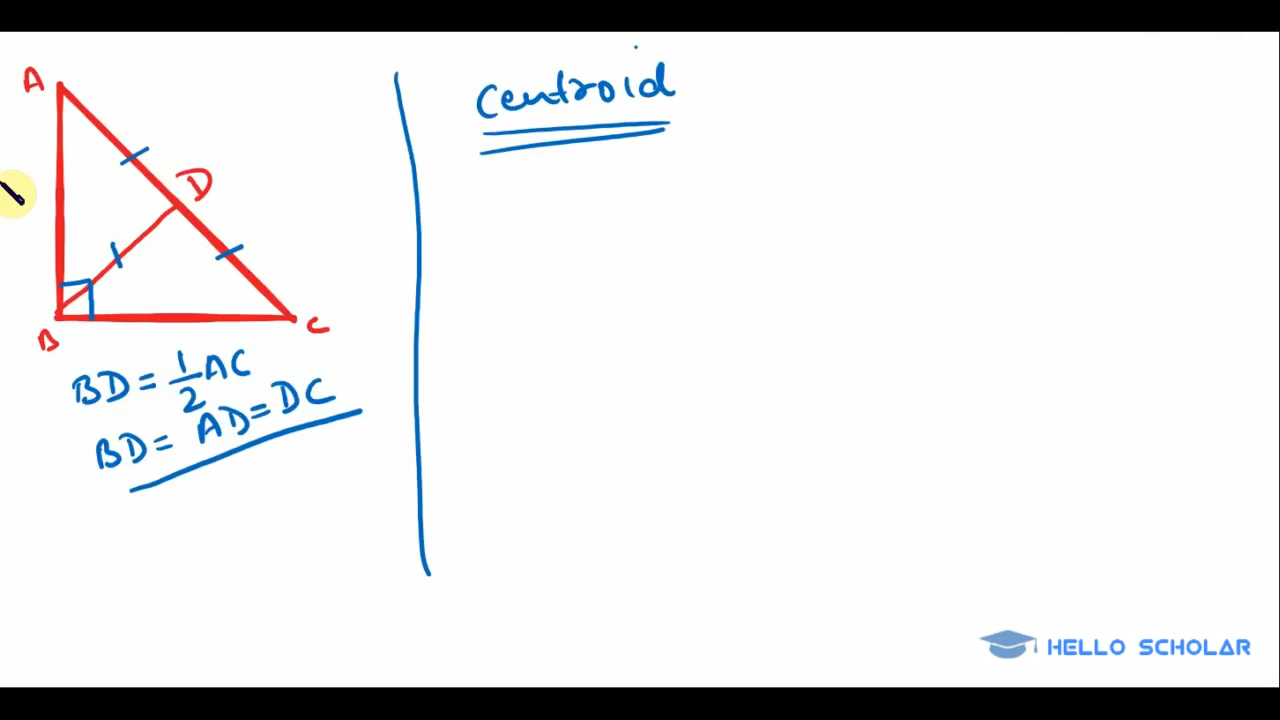 A
D
B
C
BD = 1/2 AC
BD = AD = DC
Centroid
HELLO SCHOLAR